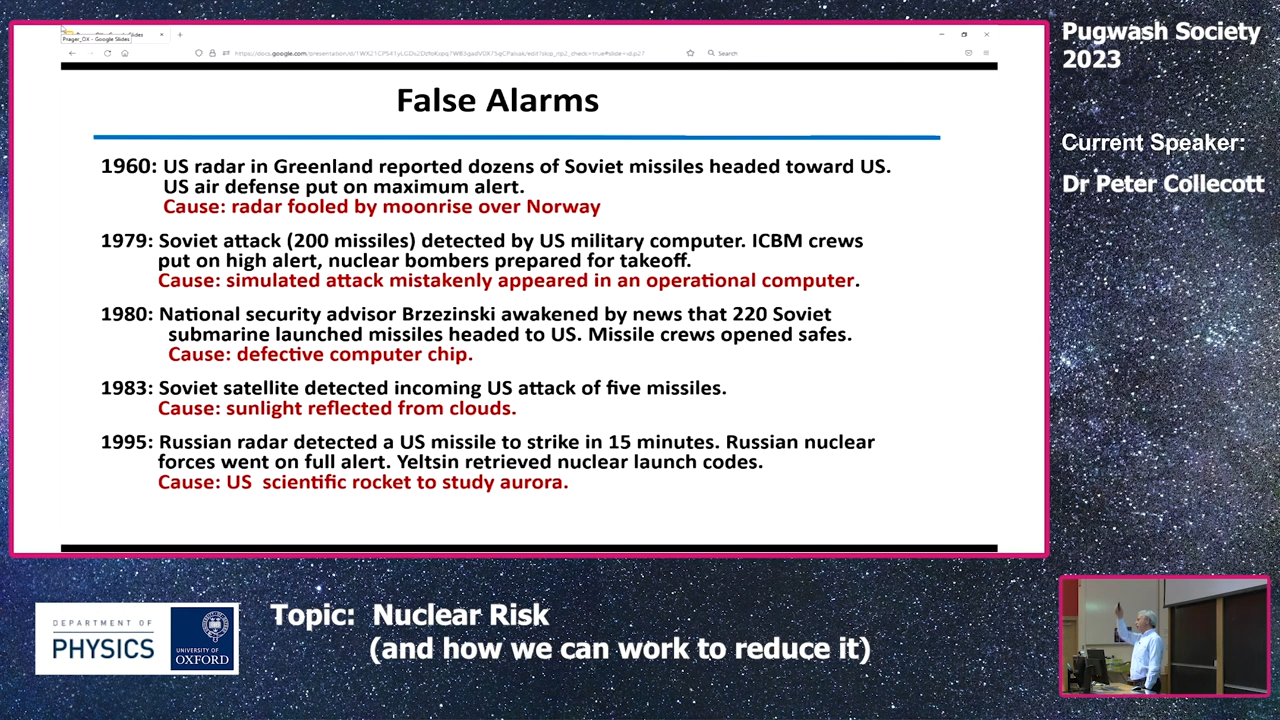 Prager_OX - Google Slides
Search
False Alarms
1960: US radar in Greenland reported dozens of Soviet missiles headed toward US.
US air defense put on maximum alert.
Cause: radar fooled by moonrise over Norway
1979: Soviet attack (200 missiles) detected by US military computer. ICBM crews
put on high alert, nuclear bombers prepared for takeoff.
Cause: simulated attack mistakenly appeared in an operational computer.
1980: National security advisor Brzezinski awakened by news that 220 Soviet
submarine launched missiles headed to US. Missile crews opened safes.
Cause: defective computer chip.
1983: Soviet satellite detected incoming US attack of five missiles.
Cause: sunlight reflected from clouds.
1995: Russian radar detected a US missile to strike in 15 minutes. Russian nuclear
forces went on full alert. Yeltsin retrieved nuclear launch codes.
Cause: US  scientific rocket to study aurora.
Pugwash Society
2023
Current Speaker:
Dr Peter Collecott
DEPARTMENT OF
PHYSICS
UNIVERSITY OF
OXFORD
Topic: Nuclear Risk
(and how we can work to reduce it)